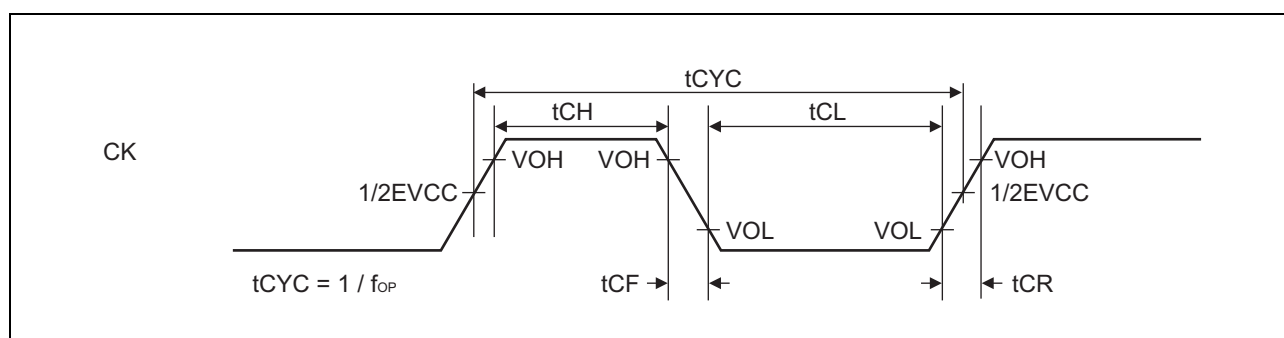 tCYC
tCH
tCL
CK
VOH
VOH
VOH
1/2EVCC
1/2EVCC
VOL
VOL
tCYC = 1 / fOP
tCF
tCR